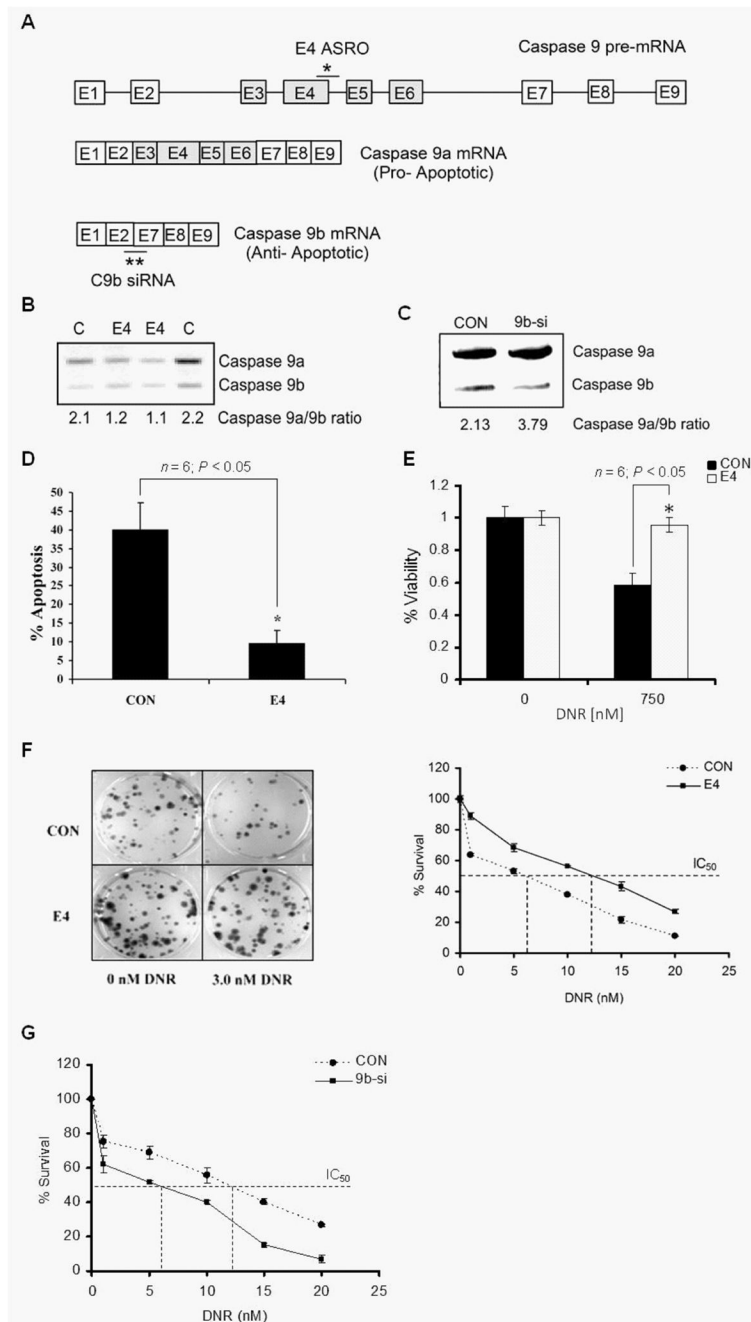 A
E4 ASRO
Caspase 9 pre-mRNA
*
E1 E2 E3 E4 E5 E6 E7 E8 E9
E1 E2 E3 E4 E5 E6 E7 E8 E9
Caspase 9a mRNA
(Pro- Apoptotic)
E1 E2 E7 E8 E9
Caspase 9b mRNA
(Anti- Apoptotic)
**
C9b siRNA
B
C E4 E4 C
Caspase 9a
Caspase 9b
2.1 1.2 1.1 2.2 Caspase 9a/9b ratio
C
CON 9b-si
Caspase 9a
Caspase 9b
2.13 3.79 Caspase 9a/9b ratio
D
n = 6; P < 0.05
% Apoptosis
50
45
40
35
30
25
20
15
10
5
0
*
CON E4
E
CON
E4
n = 6; P < 0.05
% Viability
1.2
1
0.8
0.6
0.4
0.2
0
*
0 750
DNR [nM]
F
CON
E4
0 nM DNR 3.0 nM DNR
CON
E4
% Survival
120
100
80
60
40
20
0
IC50
0 5 10 15 20 25
DNR (nM)
G
CON
9b-si
% Survival
120
100
80
60
40
20
0
IC50
0 5 10 15 20 25
DNR (nM)